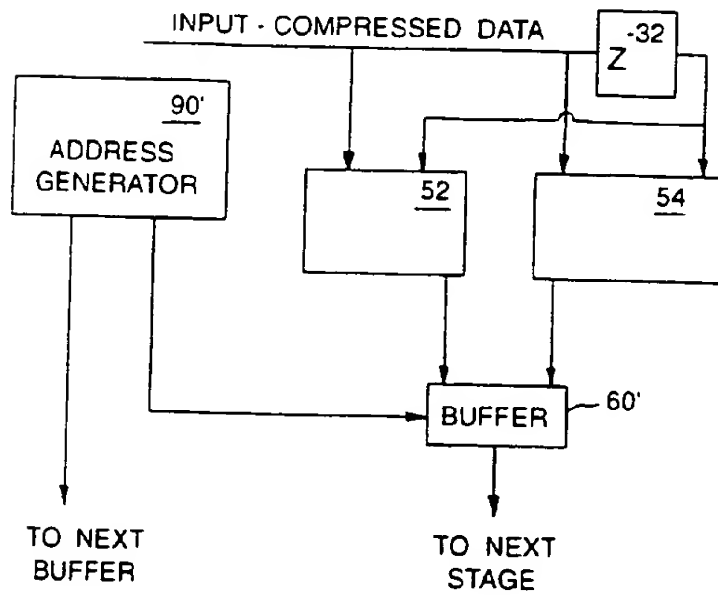 INPUT - COMPRESSED DATA
Z-32
90'
ADDRESS
GENERATOR
52
54
BUFFER
60'
TO NEXT
BUFFER
TO NEXT
STAGE